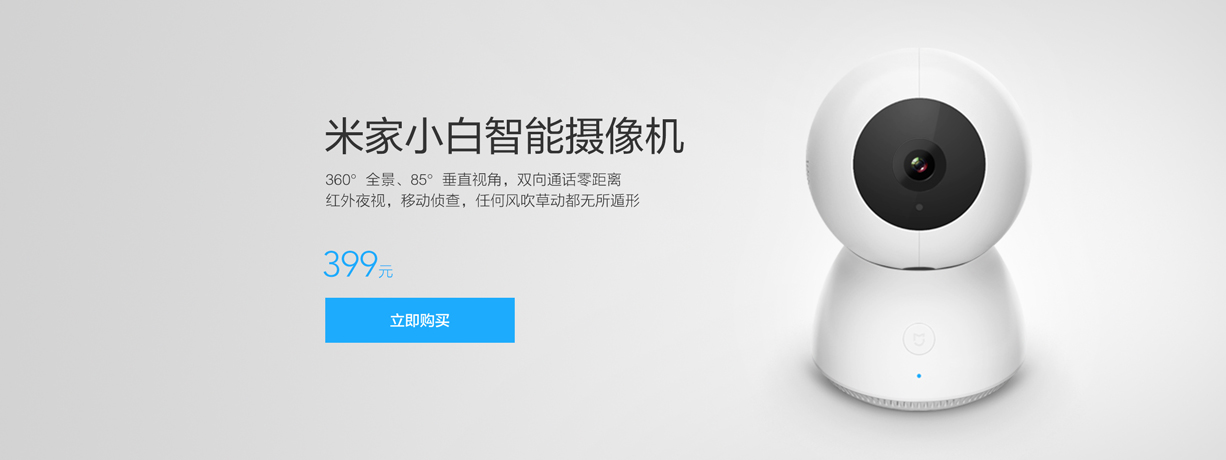 米家小白智能摄像机
360° 全景、85° 垂直视角，双向通话零距离
红外夜视，移动侦查，任何风吹草动都无所遁形
399元
立即购买